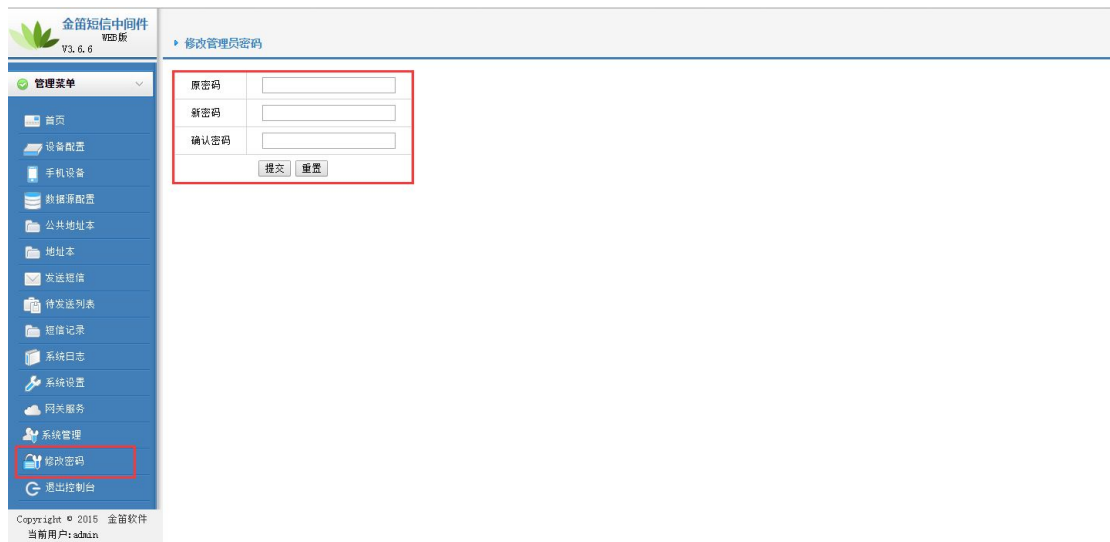 金笛短信中间件
WEB版
V3.6.6
修改管理员密码
管理菜单
首页
设备配置
手机设备
数据源配置
公共地址本
地址本
发送短信
待发送列表
短信记录
系统日志
系统设置
网关服务
系统管理
修改密码
退出控制台
原密码
新密码
确认密码
提交 重置
Copyright © 2015 金笛软件
当前用户:admin